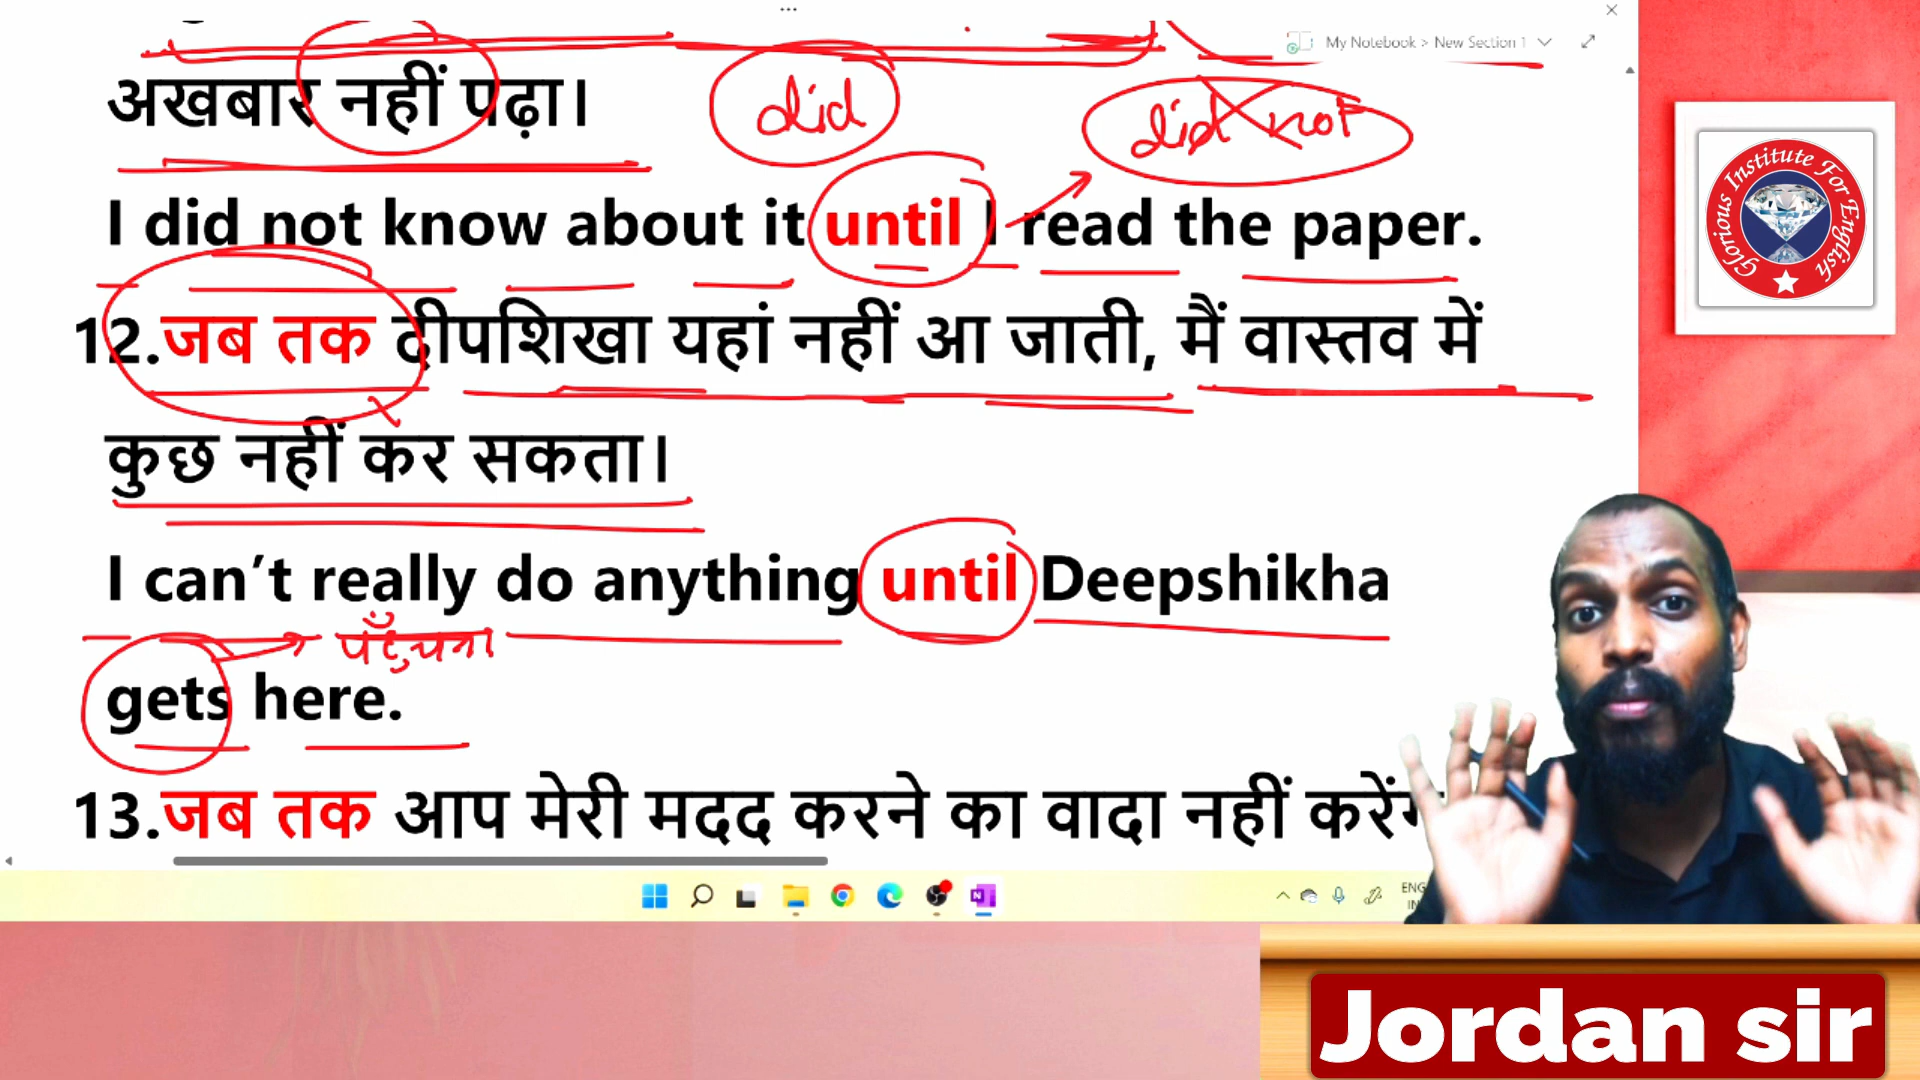 My Notebook > New Section 1
अखबार नहीं पढ़ा।
did
did not
I did not know about it until I read the paper.
12.जब तक दीपशिखा यहां नहीं आ जाती, मैं वास्तव में
कुछ नहीं कर सकता।
I can't really do anything until Deepshikha
पहुँचना
gets here.
13.जब तक आप मेरी मदद करने का वादा नहीं
ENG
IN
Glorious Institute For English
Jordan sir